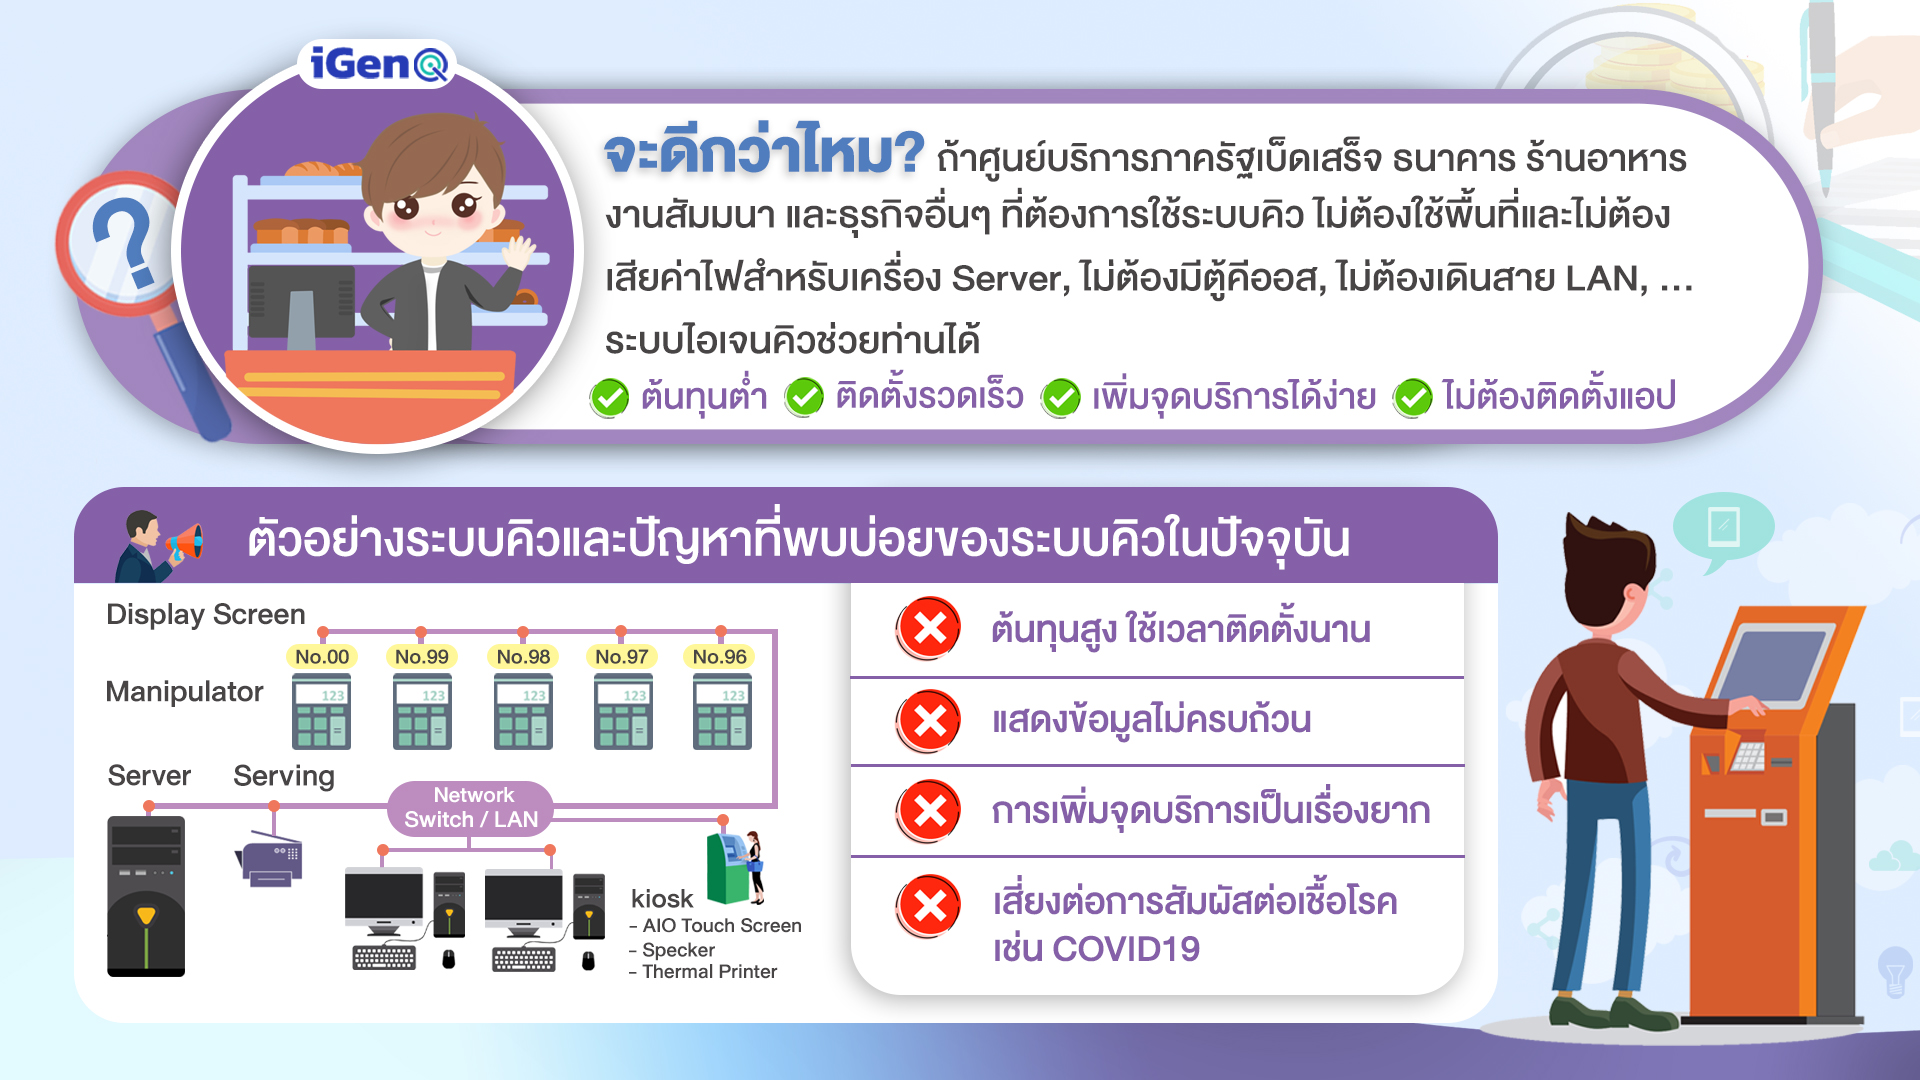 iGenQ
?
จะดีกว่าไหม? ถ้าศูนย์บริการภาครัฐเบ็ดเสร็จ ธนาคาร ร้านอาหาร
งานสัมมนา และธุรกิจอื่นๆ ที่ต้องการใช้ระบบคิว ไม่ต้องใช้พื้นที่และไม่ต้อง
เสียค่าไฟสำหรับเครื่อง Server, ไม่ต้องมีตู้คีออส, ไม่ต้องเดินสาย LAN, ...
ระบบไอเจนคิวช่วยท่านได้
ต้นทุนต่ำ ติดตั้งรวดเร็ว เพิ่มจุดบริการได้ง่าย ไม่ต้องติดตั้งแอป
ตัวอย่างระบบคิวและปัญหาที่พบบ่อยของระบบคิวในปัจจุบัน
Display Screen
No.00 No.99 No.98 No.97 No.96
Manipulator
123 123 123 123 123
Server Serving
Network
Switch / LAN
kiosk
- AIO Touch Screen
- Specker
- Thermal Printer
ต้นทุนสูง ใช้เวลาติดตั้งนาน
แสดงข้อมูลไม่ครบถ้วน
การเพิ่มจุดบริการเป็นเรื่องยาก
เสี่ยงต่อการสัมผัสต่อเชื้อโรค
เช่น COVID19